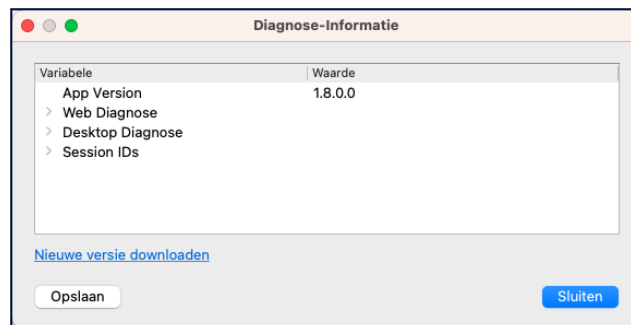 Diagnose-Informatie
Variabele Waarde
App Version 1.8.0.0
Web Diagnose
Desktop Diagnose
Session IDs
Nieuwe versie downloaden
Opslaan Sluiten